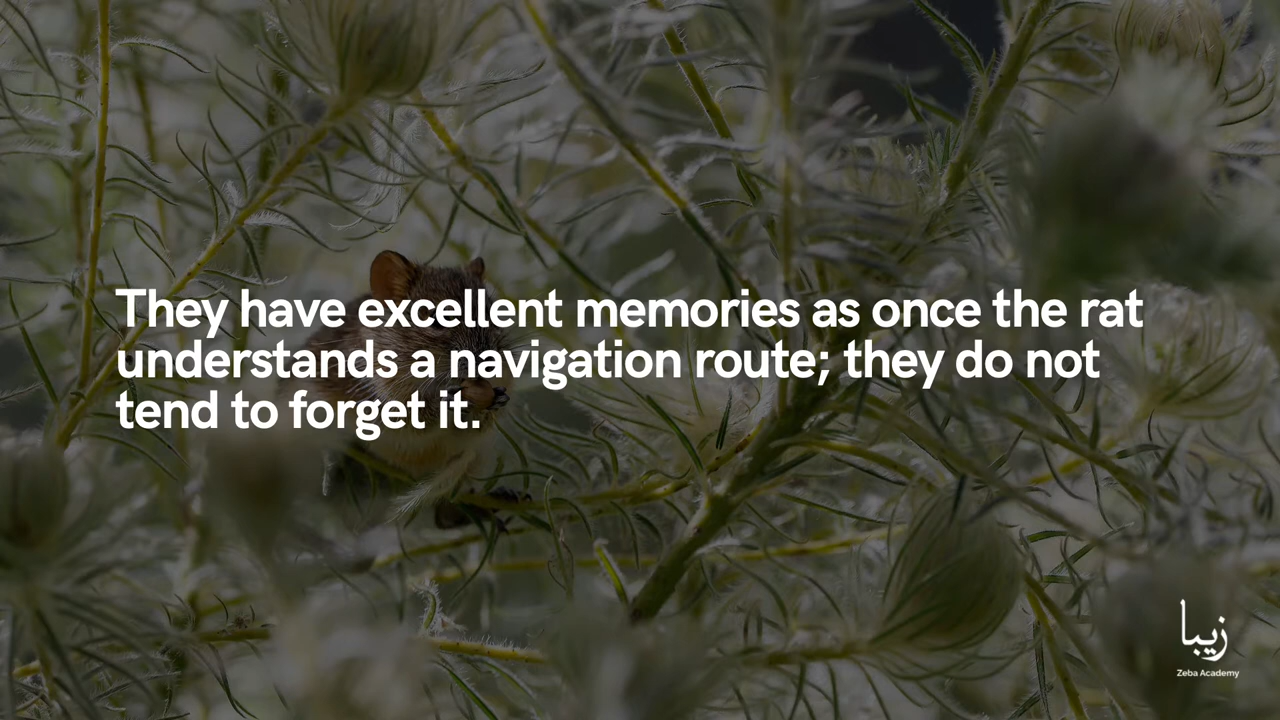 They have excellent memories as once the rat
understands a navigation route; they do not
tend to forget it.
زیبا
Zeba Academy